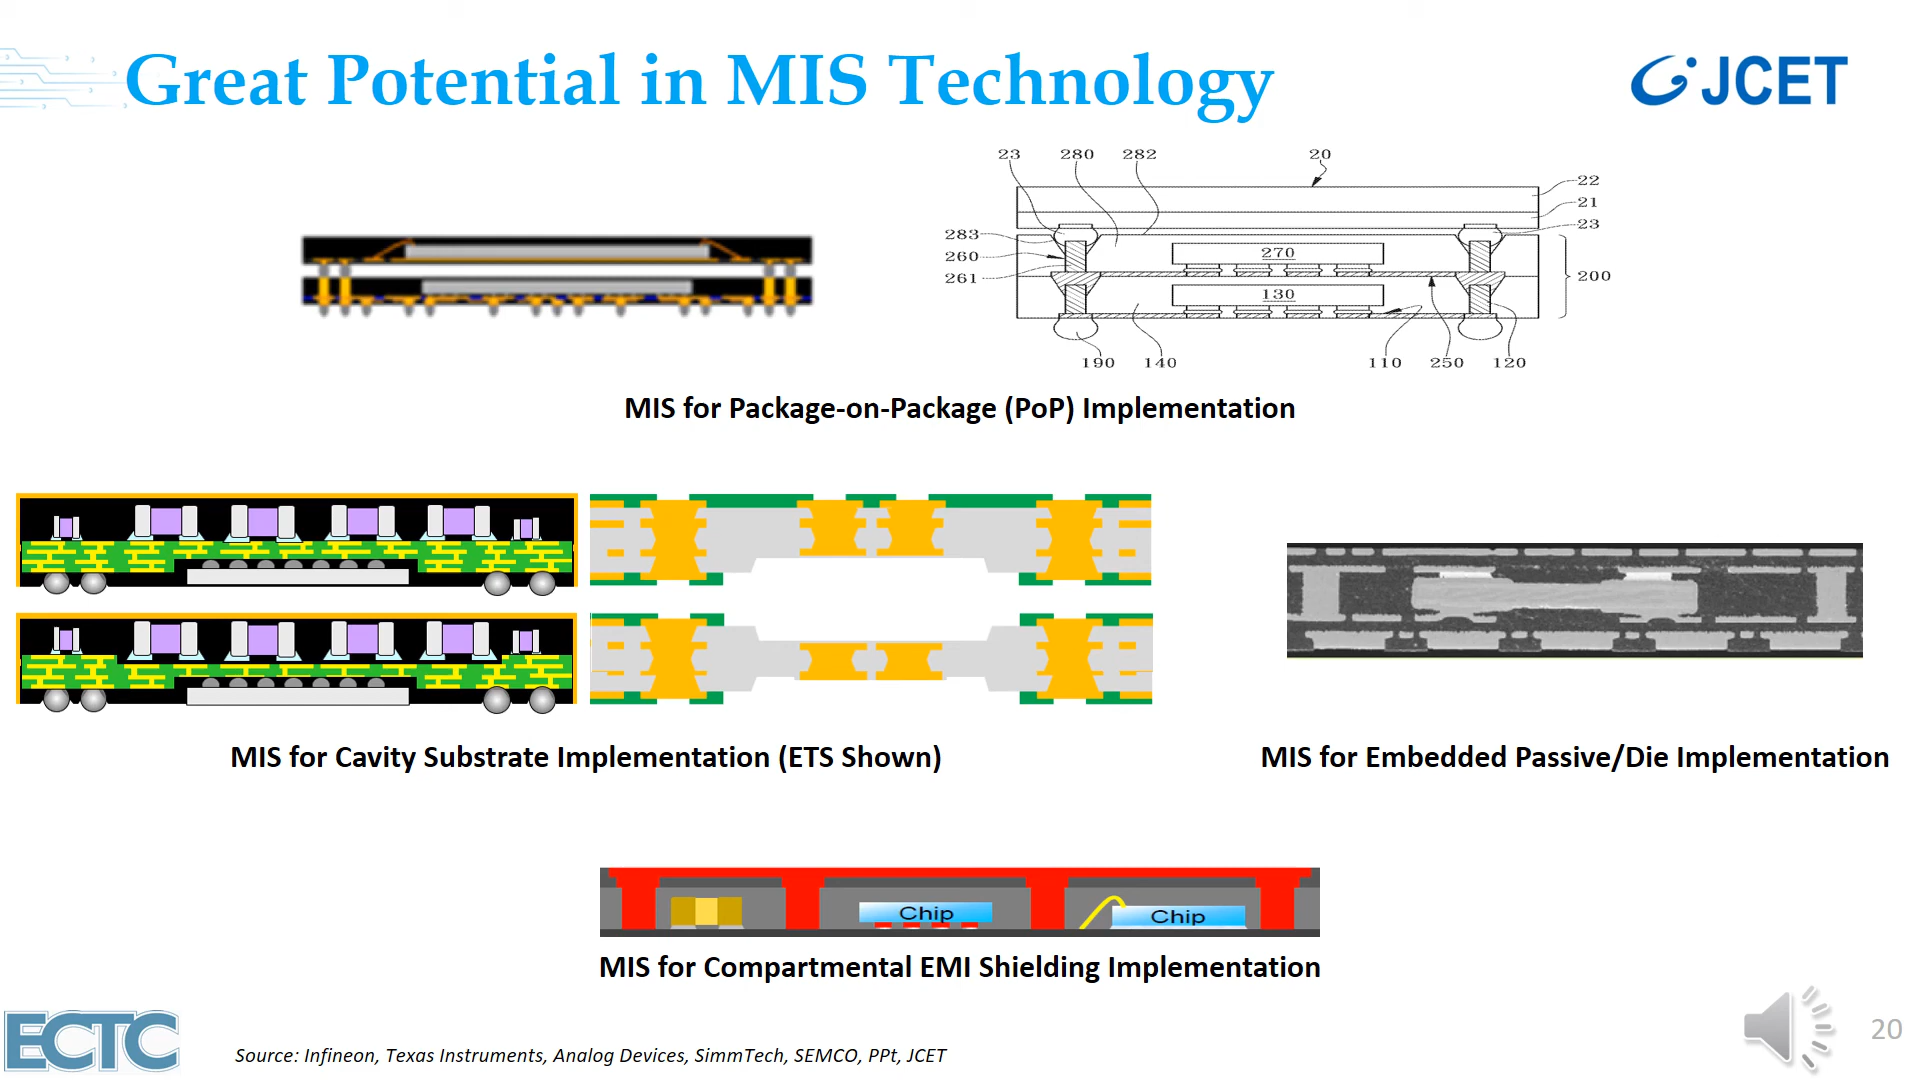 Great Potential in MIS Technology
JCET
23 280 282 20
22
21
23
283
260
261
270
130
200
190 140 110 250 120
MIS for Package-on-Package (PoP) Implementation
MIS for Cavity Substrate Implementation (ETS Shown)
MIS for Embedded Passive/Die Implementation
Chip
Chip
MIS for Compartmental EMI Shielding Implementation
ECTC
Source: Infineon, Texas Instruments, Analog Devices, SimmTech, SEMCO, PPt, JCET
20